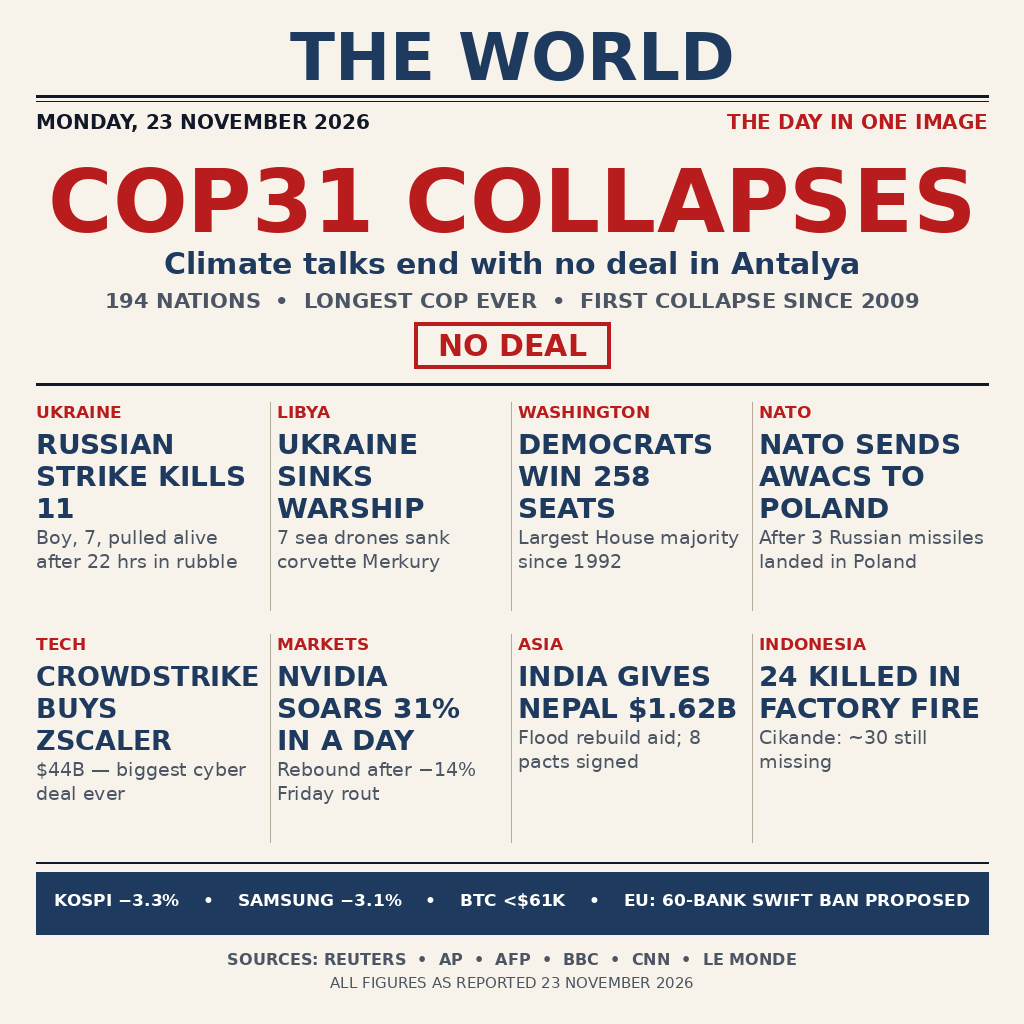 THE WORLD
MONDAY, 23 NOVEMBER 2026
THE DAY IN ONE IMAGE
COP31 COLLAPSES
Climate talks end with no deal in Antalya
194 NATIONS • LONGEST COP EVER • FIRST COLLAPSE SINCE 2009
NO DEAL
UKRAINE
RUSSIAN
STRIKE KILLS
11
Boy, 7, pulled alive
after 22 hrs in rubble
LIBYA
UKRAINE
SINKS
WARSHIP
7 sea drones sank
corvette Merkury
WASHINGTON
DEMOCRATS
WIN 258
SEATS
Largest House majority
since 1992
NATO
NATO SENDS
AWACS TO
POLAND
After 3 Russian missiles
landed in Poland
TECH
CROWDSTRIKE
BUYS
ZSCALER
$44B — biggest cyber
deal ever
MARKETS
NVIDIA
SOARS 31%
IN A DAY
Rebound after −14%
Friday rout
ASIA
INDIA GIVES
NEPAL $1.62B
Flood rebuild aid; 8
pacts signed
INDONESIA
24 KILLED IN
FACTORY FIRE
Cikande: ~30 still
missing
KOSPI −3.3% • SAMSUNG −3.1% • BTC <$61K • EU: 60-BANK SWIFT BAN PROPOSED
SOURCES: REUTERS • AP • AFP • BBC • CNN • LE MONDE
ALL FIGURES AS REPORTED 23 NOVEMBER 2026